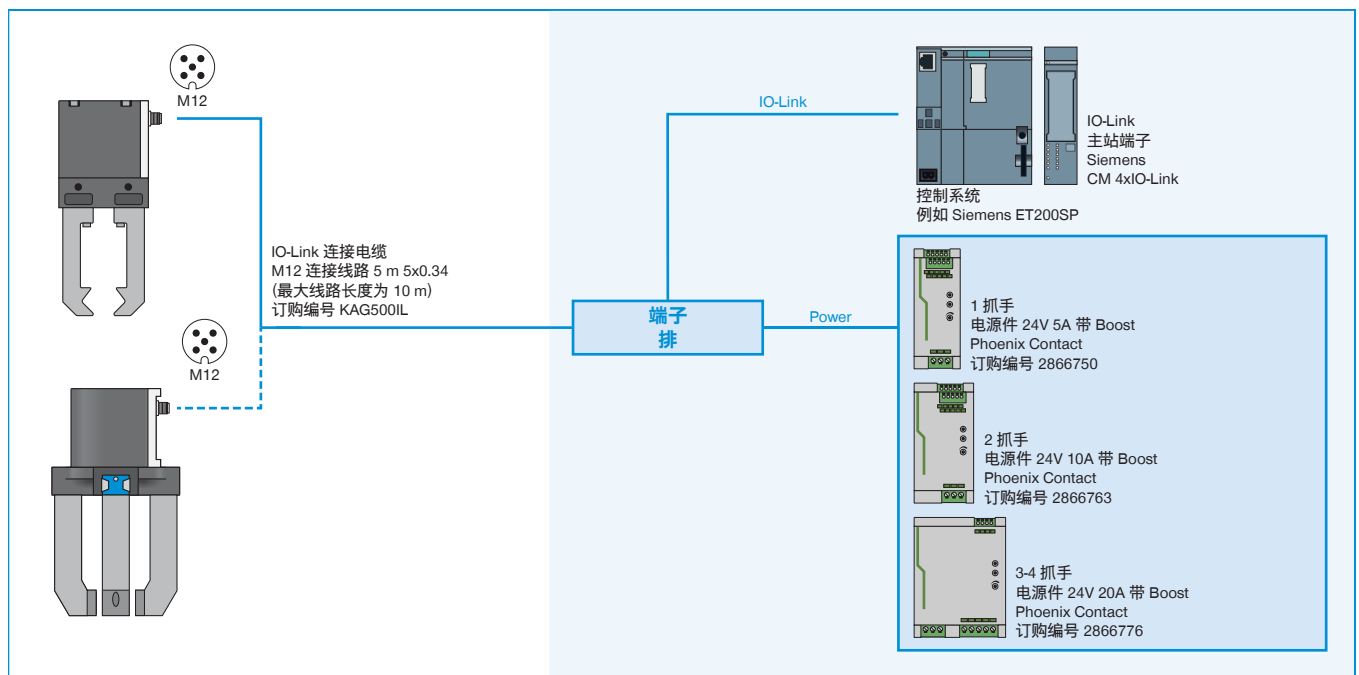 M12
IO-Link 连接电缆
M12 连接线路 5 m 5x0.34
(最大线路长度为 10 m)
订购编号 KAG500IL
M12
IO-Link
端子
排
Power
IO-Link
主站端子
Siemens
CM 4xIO-Link
控制系统
例如 Siemens ET200SP
1 抓手
电源件 24V 5A 带 Boost
Phoenix Contact
订购编号 2866750
2 抓手
电源件 24V 10A 带 Boost
Phoenix Contact
订购编号 2866763
3-4 抓手
电源件 24V 20A 带 Boost
Phoenix Contact
订购编号 2866776